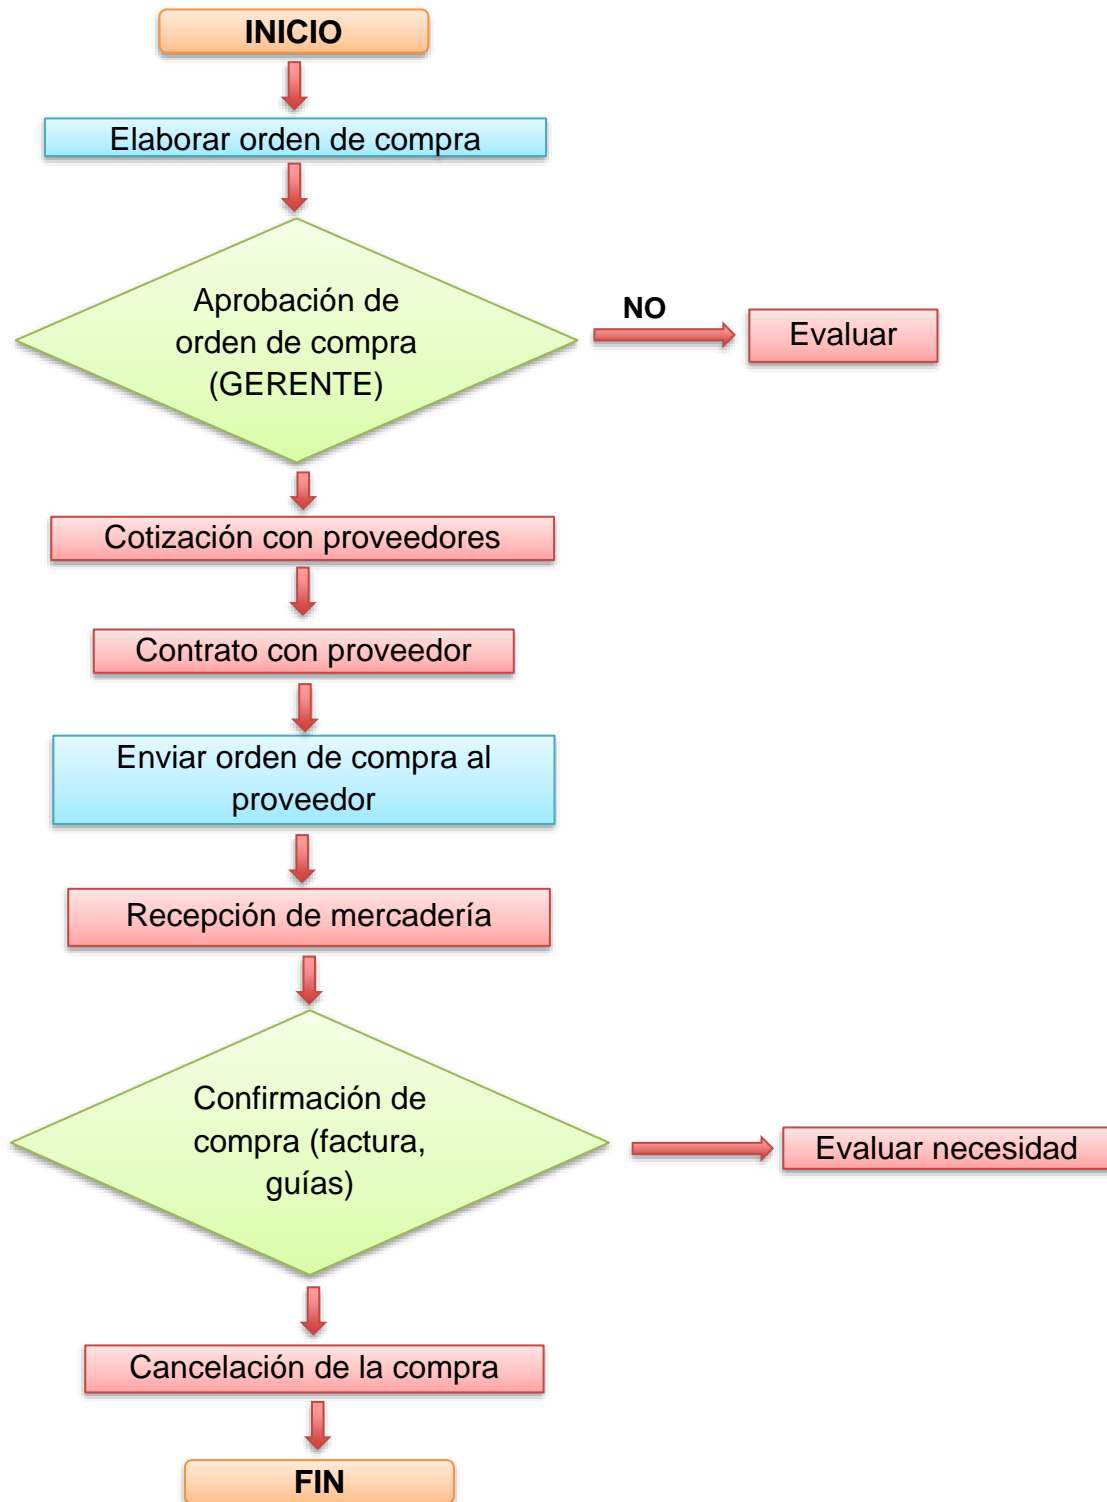 INICIO
Elaborar orden de compra
Aprobación de
orden de compra
(GERENTE)
NO
Evaluar
Cotización con proveedores
Contrato con proveedor
Enviar orden de compra al
proveedor
Recepción de mercadería
Confirmación de
compra (factura,
guías)
Evaluar necesidad
Cancelación de la compra
FIN